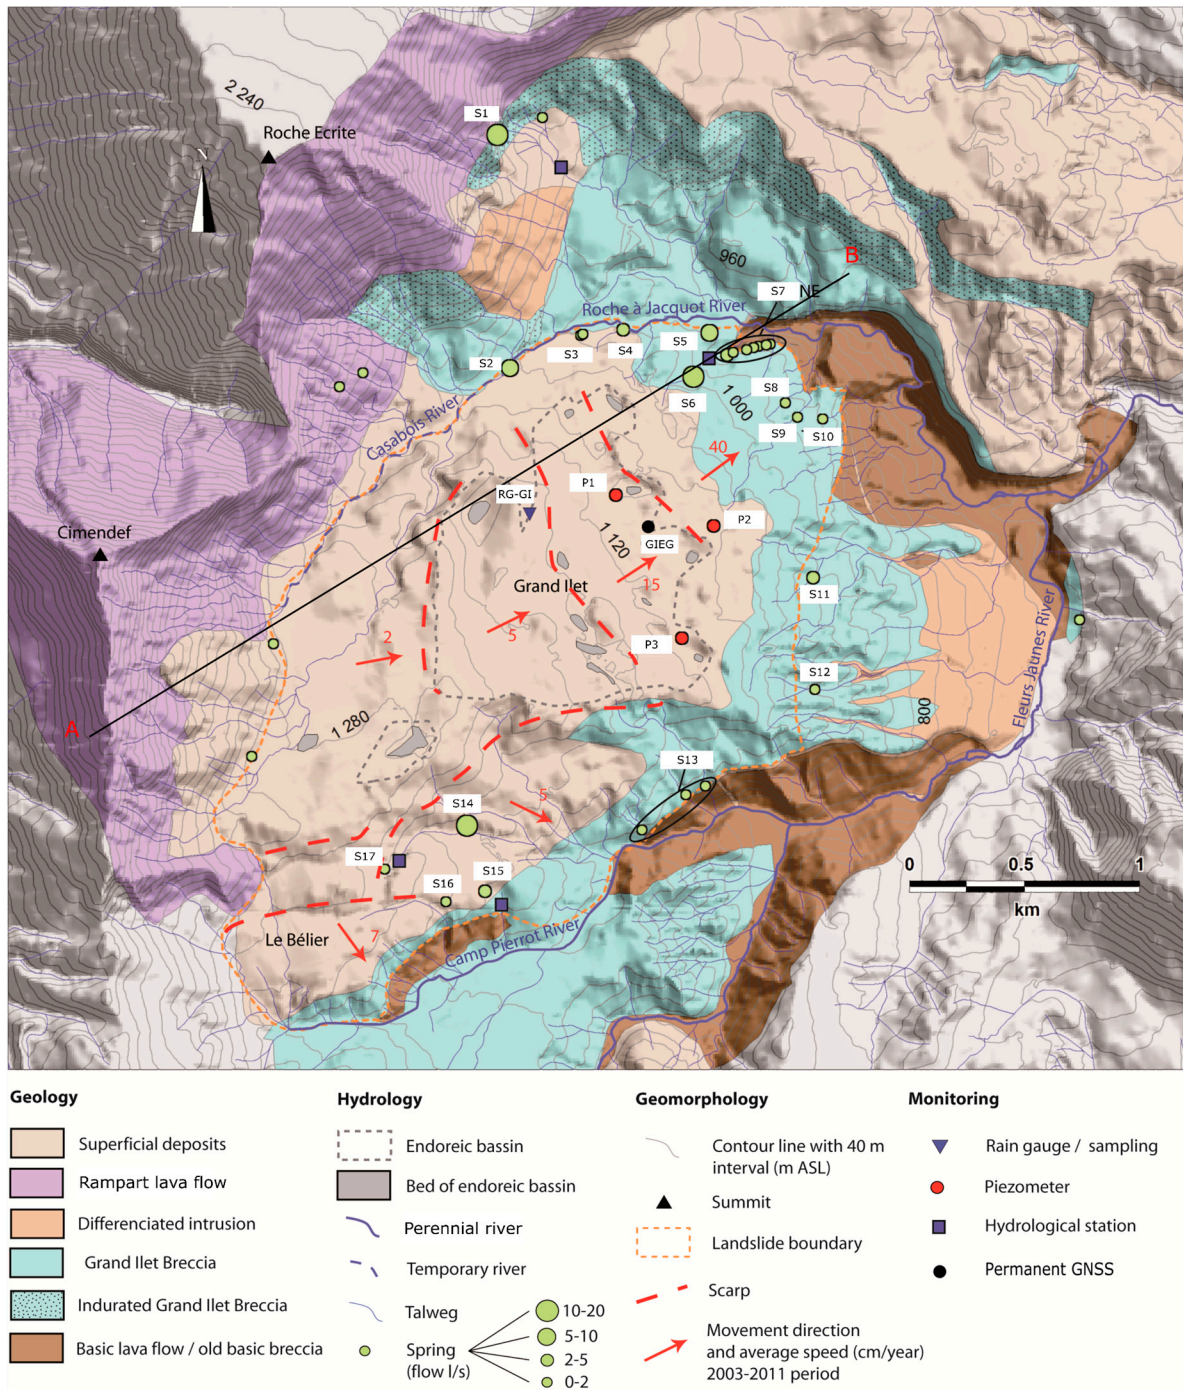 2 240
Roche Ecrite
N
S1
960
B
S7
NE
Roche à Jacquot River
S5
S4
S3
S2
S6
1 000
S8
S9
S10
Casabois River
40
P1
RG-GI
P2
GIEG
1 120
Cimendef
Grand Ilet
15
S11
5
2
P3
S12
Fleurs Jaunes River
800
A
1 280
S13
S14
5
S17
S15
S16
0
0.5
1
km
Le Bélier
7
Camp Pierrot River
Geology
Superficial deposits
Rampart lava flow
Differenciated intrusion
Grand Ilet Breccia
Indurated Grand Ilet Breccia
Basic lava flow / old basic breccia
Hydrology
Endoreic bassin
Bed of endoreic bassin
Perennial river
Temporary river
Talweg
Spring
(flow l/s)
10-20
5-10
2-5
0-2
Geomorphology
Contour line with 40 m
interval (m ASL)
Summit
Landslide boundary
Scarp
Movement direction
and average speed (cm/year)
2003-2011 period
Monitoring
Rain gauge / sampling
Piezometer
Hydrological station
Permanent GNSS